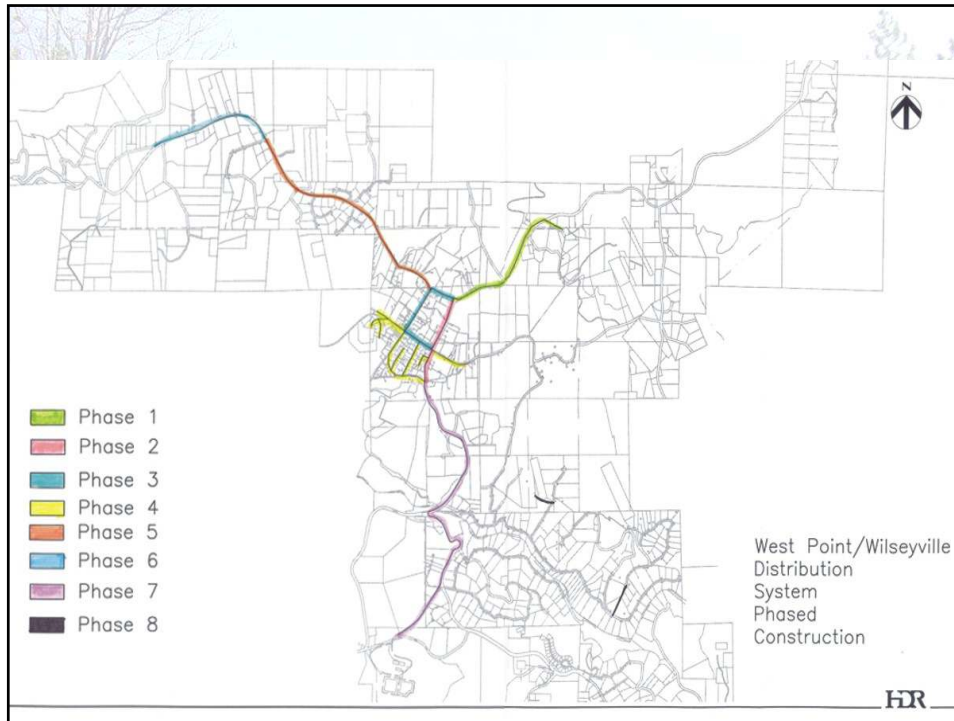 N
Phase 1
Phase 2
Phase 3
Phase 4
Phase 5
Phase 6
Phase 7
Phase 8
West Point/Wilseyville
Distribution
System
Phased
Construction
HDR